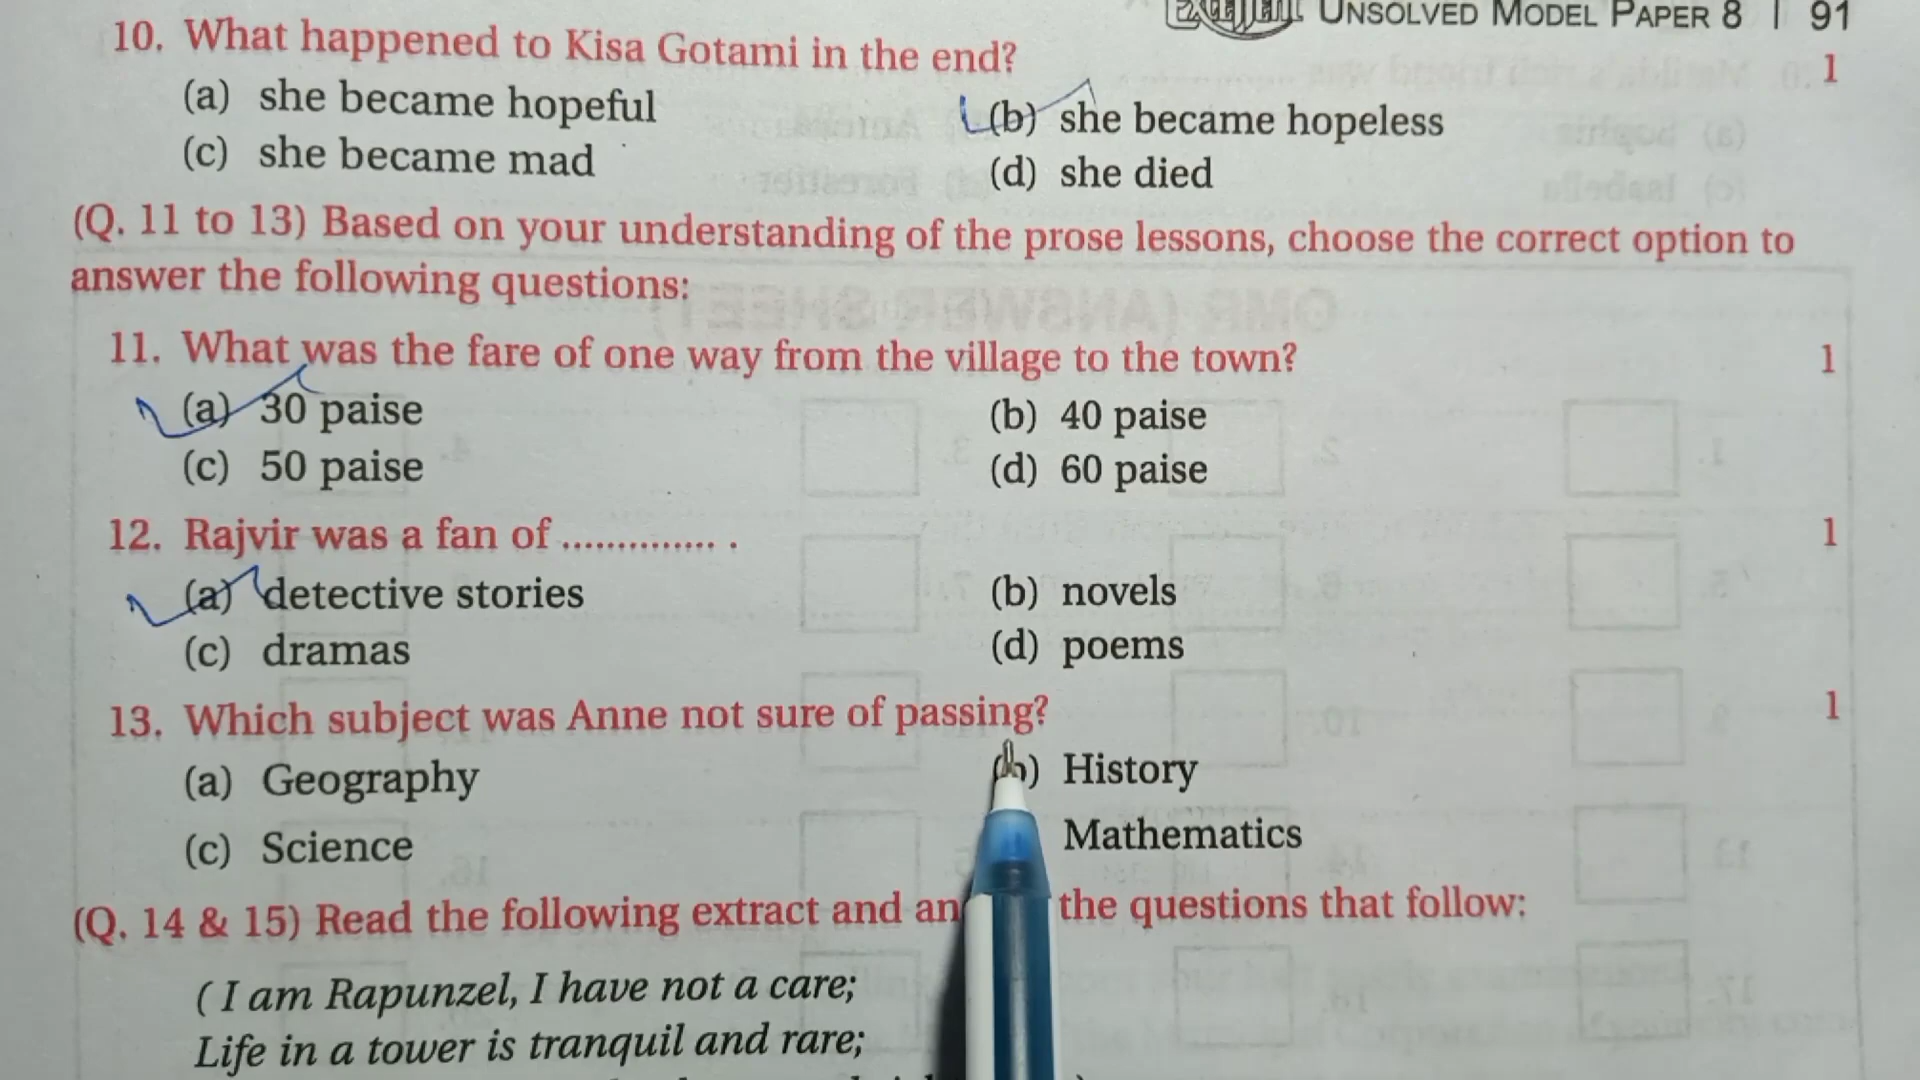 UNSOLVED MODEL PAPER 8 | 91
10. What happened to Kisa Gotami in the end? 1
(a) she became hopeful (b) she became hopeless
(c) she became mad (d) she died
(Q. 11 to 13) Based on your understanding of the prose lessons, choose the correct option to
answer the following questions:
11. What was the fare of one way from the village to the town? 1
(a) 30 paise (b) 40 paise
(c) 50 paise (d) 60 paise
12. Rajvir was a fan of .............. . 1
(a) detective stories (b) novels
(c) dramas (d) poems
13. Which subject was Anne not sure of passing? 1
(a) Geography (b) History
(c) Science Mathematics
(Q. 14 & 15) Read the following extract and an the questions that follow:
( I am Rapunzel, I have not a care;
Life in a tower is tranquil and rare;